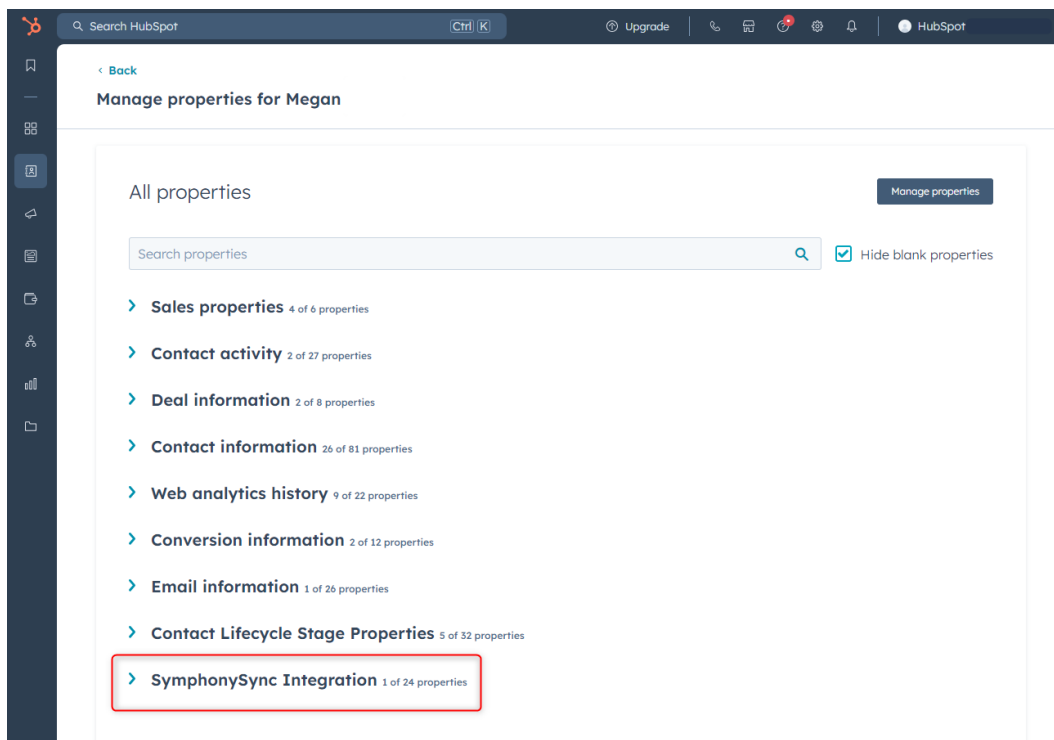 Search HubSpot Ctrl K Upgrade HubSpot
Back
Manage properties for Megan
All properties Manage properties
Search properties Hide blank properties
Sales properties 4 of 6 properties
Contact activity 2 of 27 properties
Deal information 2 of 8 properties
Contact information 26 of 81 properties
Web analytics history 9 of 22 properties
Conversion information 2 of 12 properties
Email information 1 of 26 properties
Contact Lifecycle Stage Properties 5 of 32 properties
SymphonySync Integration 1 of 24 properties